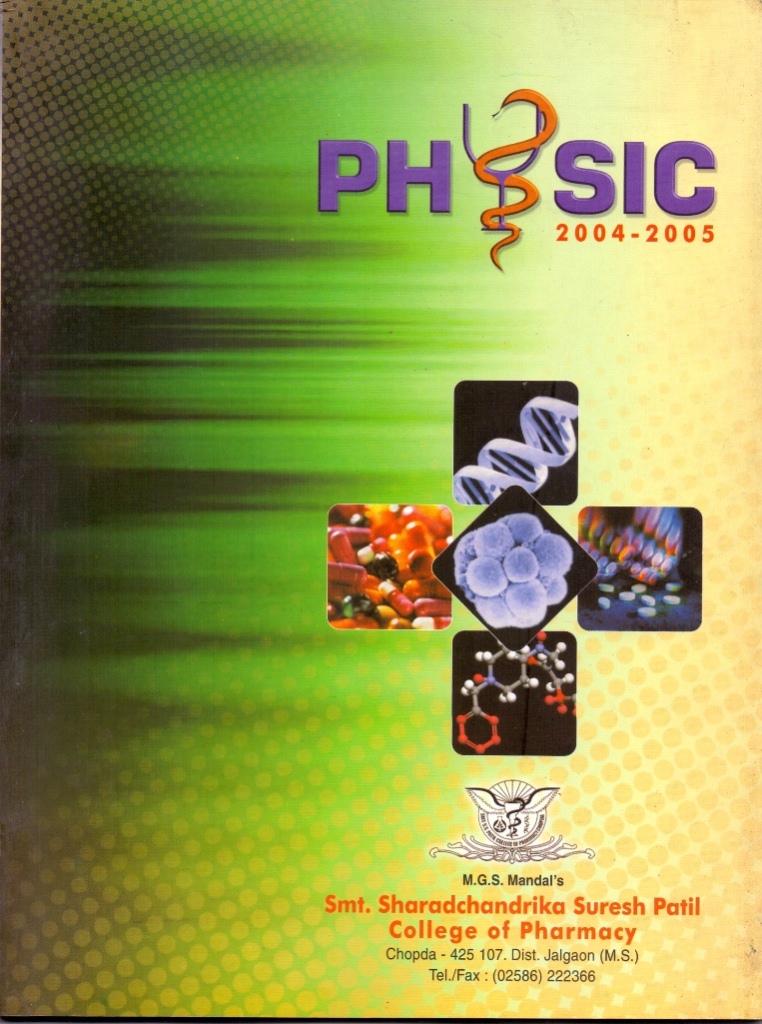 PHYSIC
2004-2005
M.G.S. Mandal's
Smt. Sharadchandrika Suresh Patil
College of Pharmacy
Chopda - 425 107. Dist. Jalgaon (M.S.)
Tel./Fax : (02586) 222366